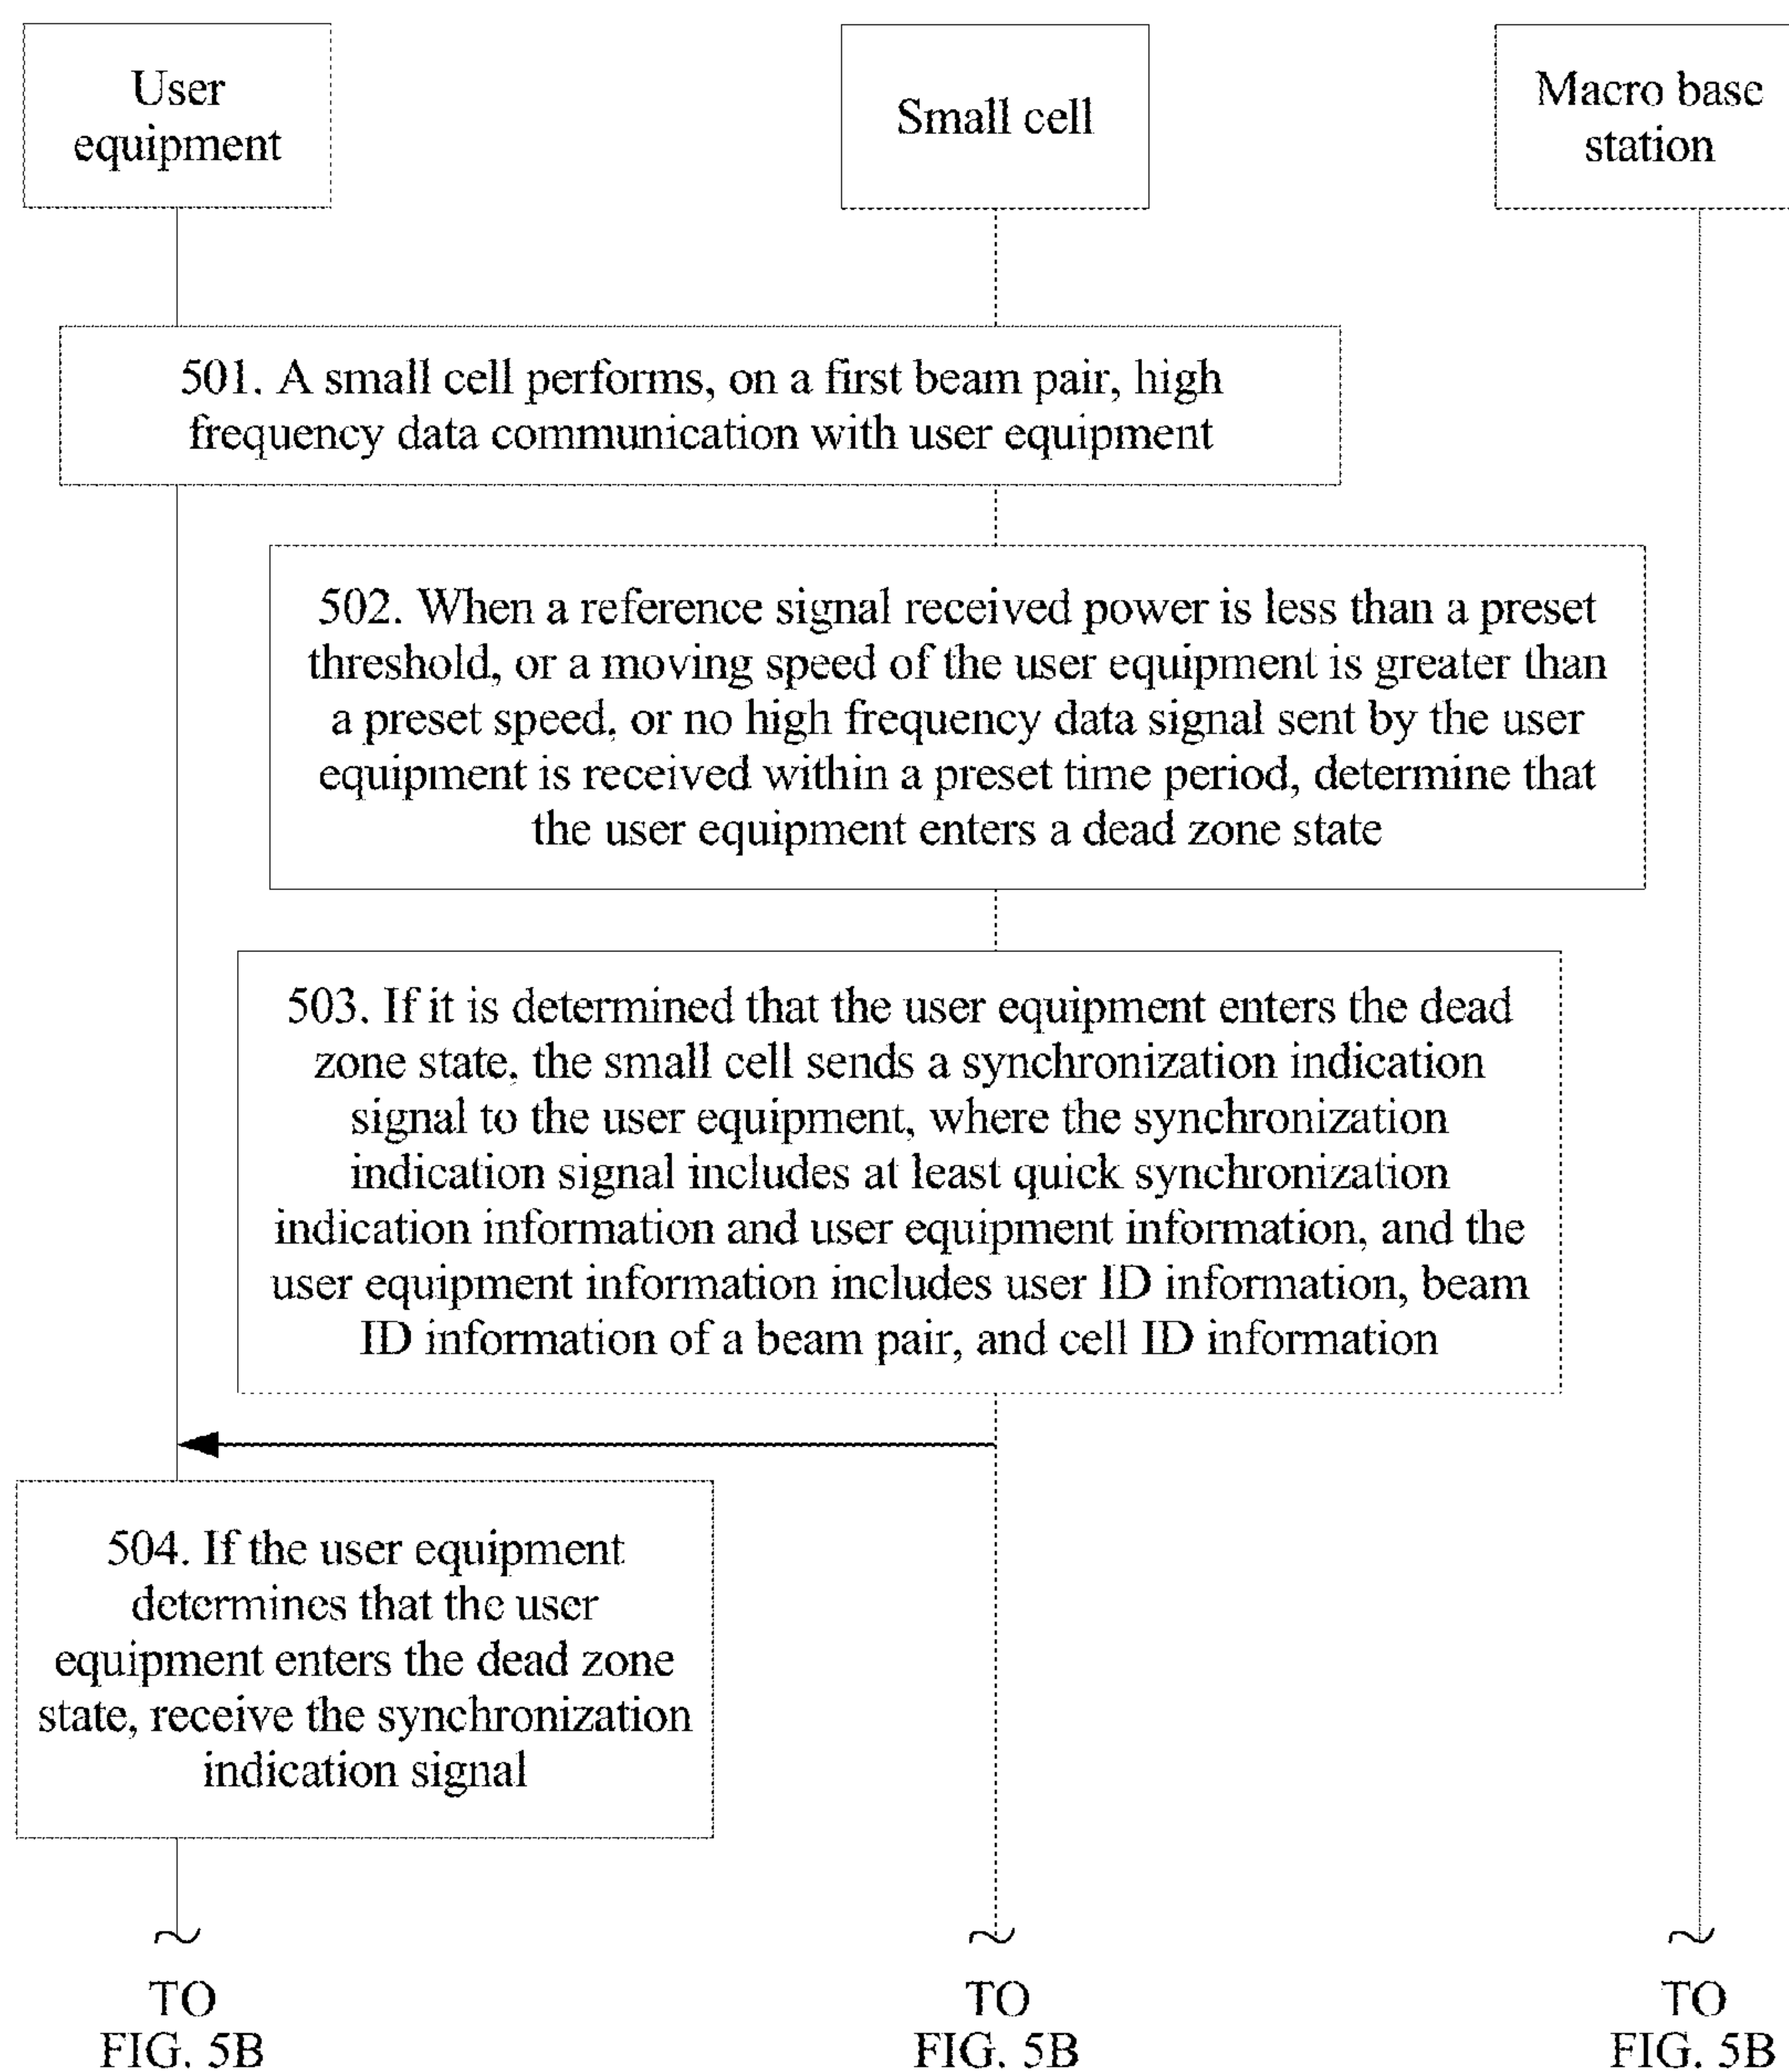 User
equipment
Small cell
Macro base
station
501. A small cell performs, on a first beam pair, high
frequency data communication with user equipment
502. When a reference signal received power is less than a preset
threshold, or a moving speed of the user equipment is greater than
a preset speed, or no high frequency data signal sent by the user
equipment is received within a preset time period, determine that
the user equipment enters a dead zone state
503. If it is determined that the user equipment enters the dead
zone state, the small cell sends a synchronization indication
signal to the user equipment, where the synchronization
indication signal includes at least quick synchronization
indication information and user equipment information, and the
user equipment information includes user ID information, beam
ID information of a beam pair, and cell ID information
504. If the user equipment
determines that the user
equipment enters the dead zone
state, receive the synchronization
indication signal
TO
FIG. 5B
TO
FIG. 5B
TO
FIG. 5B